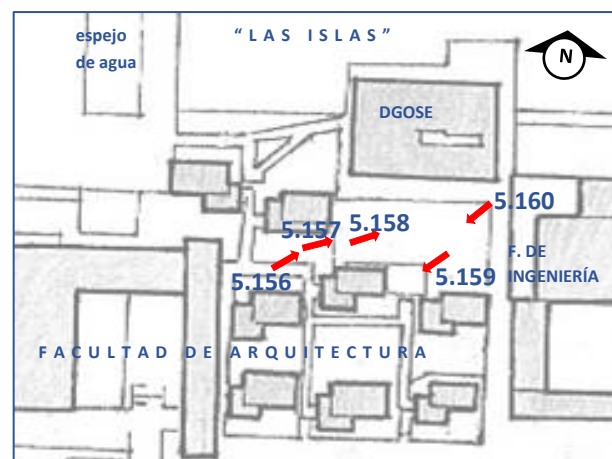 espejo
de agua
“LAS ISLAS”
N
DGOSE
5.160
5.157
5.158
5.156
5.159
F. DE
INGENIERÍA
FACULTAD DE ARQUITECTURA